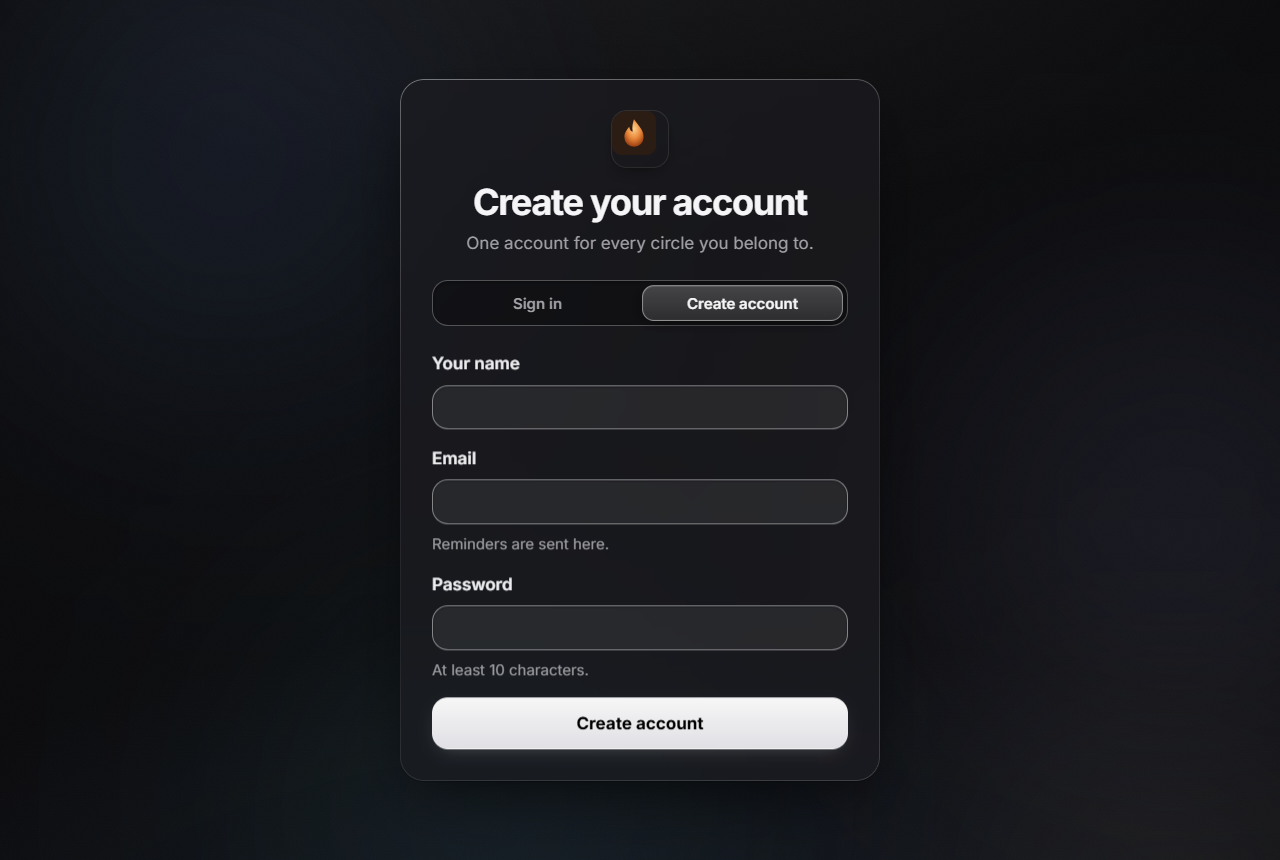 Create your account
One account for every circle you belong to.
Sign in
Create account
Your name
Email
Reminders are sent here.
Password
At least 10 characters.
Create account